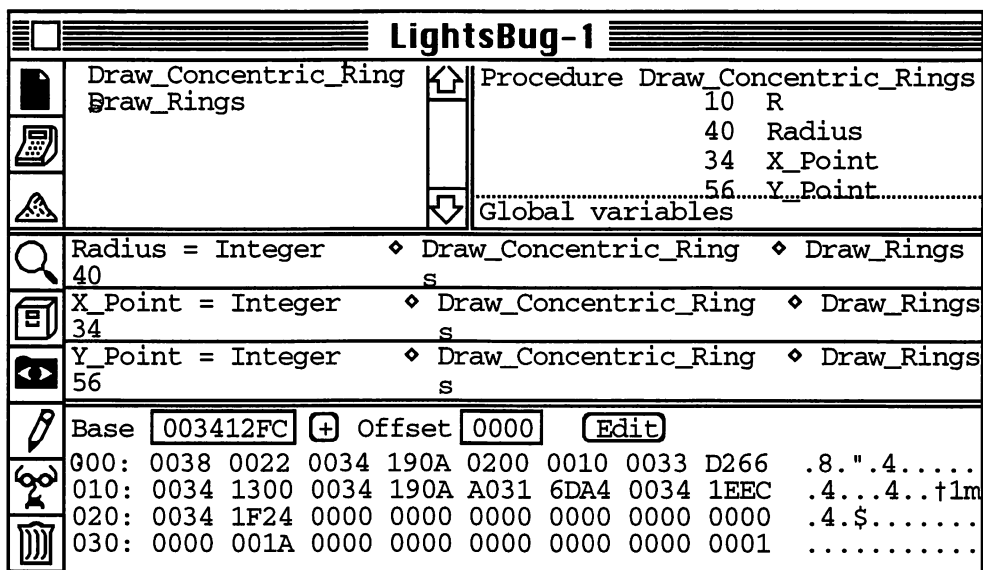 LightsBug-1
Draw_Concentric_Ring
s
Draw_Rings
Procedure Draw_Concentric_Rings
10 R
40 Radius
34 X_Point
56 Y_Point
Global variables
Radius = Integer ⋄ Draw_Concentric_Ring ⋄ Draw_Rings
40 s
X_Point = Integer ⋄ Draw_Concentric_Ring ⋄ Draw_Rings
34 s
Y_Point = Integer ⋄ Draw_Concentric_Ring ⋄ Draw_Rings
56 s
Base 003412FC + Offset 0000 Edit
000: 0038 0022 0034 190A 0200 0010 0033 D266 .8.".4.....
010: 0034 1300 0034 190A A031 6DA4 0034 1EEC .4...4..†1m
020: 0034 1F24 0000 0000 0000 0000 0000 0000 .4.$.......
030: 0000 001A 0000 0000 0000 0000 0000 0001 ...........